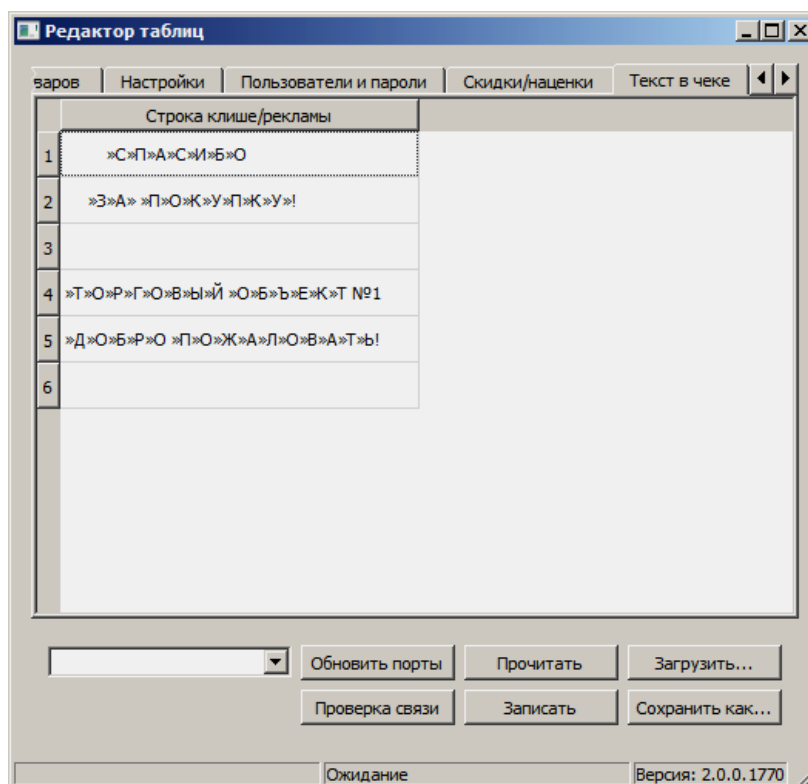 Редактор таблиц
варов Настройки Пользователи и пароли Скидки/наценки Текст в чеке
Строка клише/рекламы
1 »С»П»А»С»И»Б»О
2 »З»А» »П»О»К»У»П»К»У»!
3
4 »Т»О»Р»Г»О»В»Ы»Й »О»Б»Ъ»Е»К»Т №1
5 »Д»О»Б»Р»О »П»О»Ж»А»Л»О»В»А»Т»Ь!
6
Обновить порты Прочитать Загрузить...
Проверка связи Записать Сохранить как...
Ожидание Версия: 2.0.0.1770